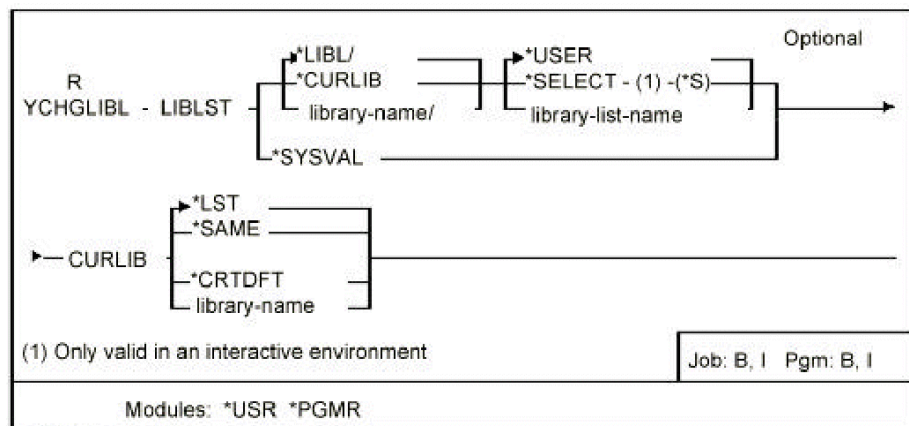 Optional
*LIBL/ *USER
R *CURLIB *SELECT - (1) -(*S)
YCHGLIBL - LIBLST library-name/ library-list-name
*SYSVAL
*LST
*SAME
CURLIB
*CRTDFT
library-name
(1) Only valid in an interactive environment
Job: B, I Pgm: B, I
Modules: *USR *PGMR